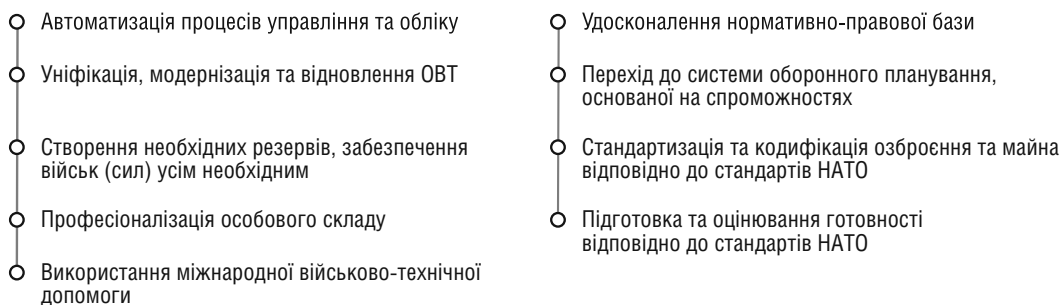 Автоматизація процесів управління та обліку
Уніфікація, модернізація та відновлення ОВТ
Створення необхідних резервів, забезпечення
військ (сил) усім необхідним
Професіоналізація особового складу
Використання міжнародної військово-технічної
допомоги
Удосконалення нормативно-правової бази
Перехід до системи оборонного планування,
основаної на спроможностях
Стандартизація та кодифікація озброєння та майна
відповідно до стандартів НАТО
Підготовка та оцінювання готовності
відповідно до стандартів НАТО